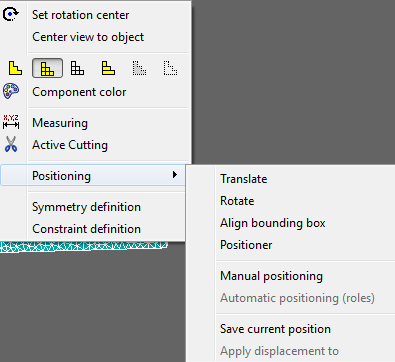 Set rotation center
Center view to object
Component color
X,Y,Z
Measuring
Active Cutting
Positioning
Symmetry definition
Constraint definition
Translate
Rotate
Align bounding box
Positioner
Manual positioning
Automatic positioning (roles)
Save current position
Apply displacement to